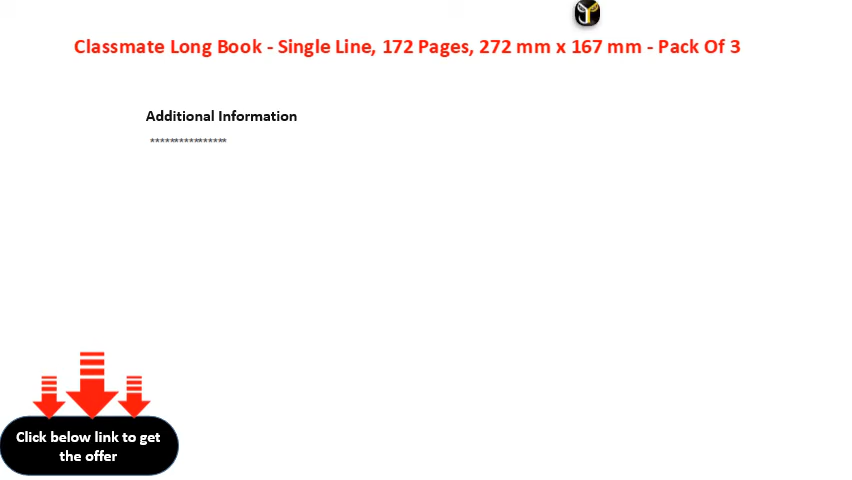 Classmate Long Book - Single Line, 172 Pages, 272 mm x 167 mm - Pack Of 3
Additional Information
****************
Click below link to get
the offer